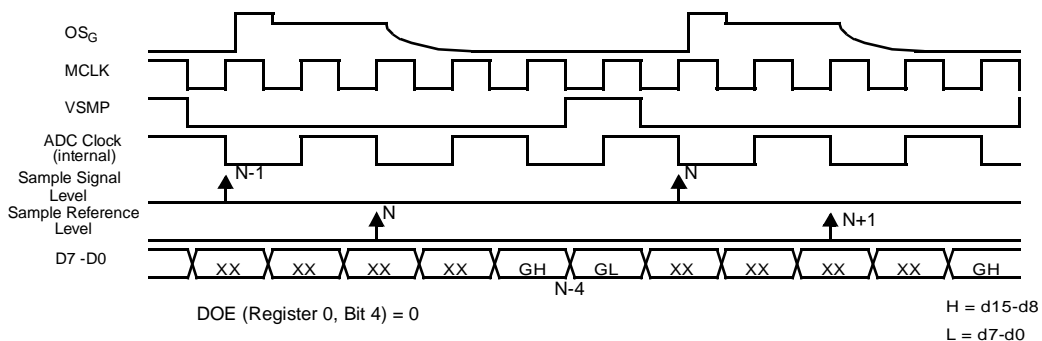 OSG
MCLK
VSMP
ADC Clock
(internal)
Sample Signal
Level
N-1
N
Sample Reference
Level
N
N+1
D7 -D0
XX XX XX XX GH GL XX XX XX XX GH
N-4
DOE (Register 0, Bit 4) = 0
H = d15-d8
L = d7-d0